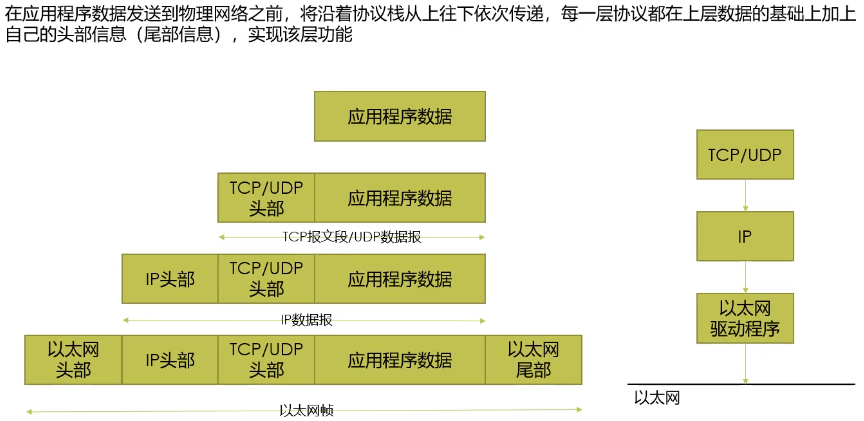 在应用程序数据发送到物理网络之前，将沿着协议栈从上往下依次传递，每一层协议都在上层数据的基础上加上
自己的头部信息（尾部信息），实现该层功能
应用程序数据
TCP/UDP
头部
应用程序数据
TCP报文段/UDP数据报
IP头部
TCP/UDP
头部
应用程序数据
IP数据报
以太网
头部
IP头部
TCP/UDP
头部
应用程序数据
以太网
尾部
以太网帧
TCP/UDP
IP
以太网
驱动程序
以太网